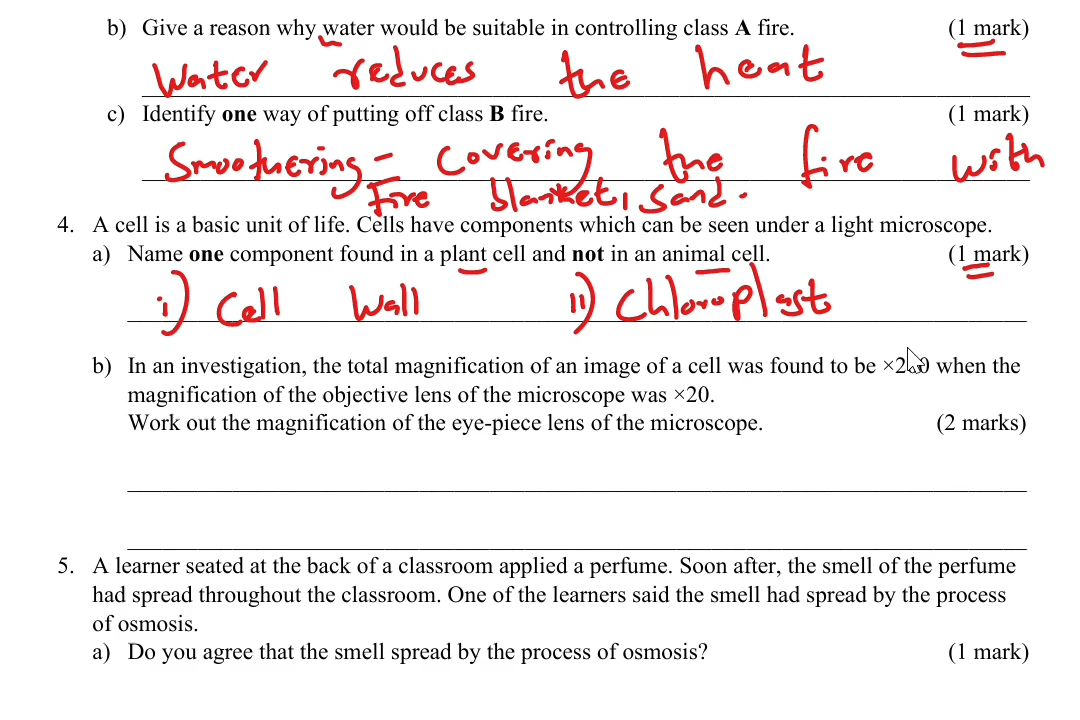 b) Give a reason why water would be suitable in controlling class A fire. (1 mark)
Water reduces the heat
c) Identify one way of putting off class B fire. (1 mark)
Smoothering - Covering the fire with
Fire blanket, Sand.
4. A cell is a basic unit of life. Cells have components which can be seen under a light microscope.
a) Name one component found in a plant cell and not in an animal cell. (1 mark)
i) Cell Wall ii) Chloroplast
b) In an investigation, the total magnification of an image of a cell was found to be when the
magnification of the objective lens of the microscope was ×20.
Work out the magnification of the eye-piece lens of the microscope. (2 marks)
5. A learner seated at the back of a classroom applied a perfume. Soon after, the smell of the perfume
had spread throughout the classroom. One of the learners said the smell had spread by the process
of osmosis.
a) Do you agree that the smell spread by the process of osmosis? (1 mark)